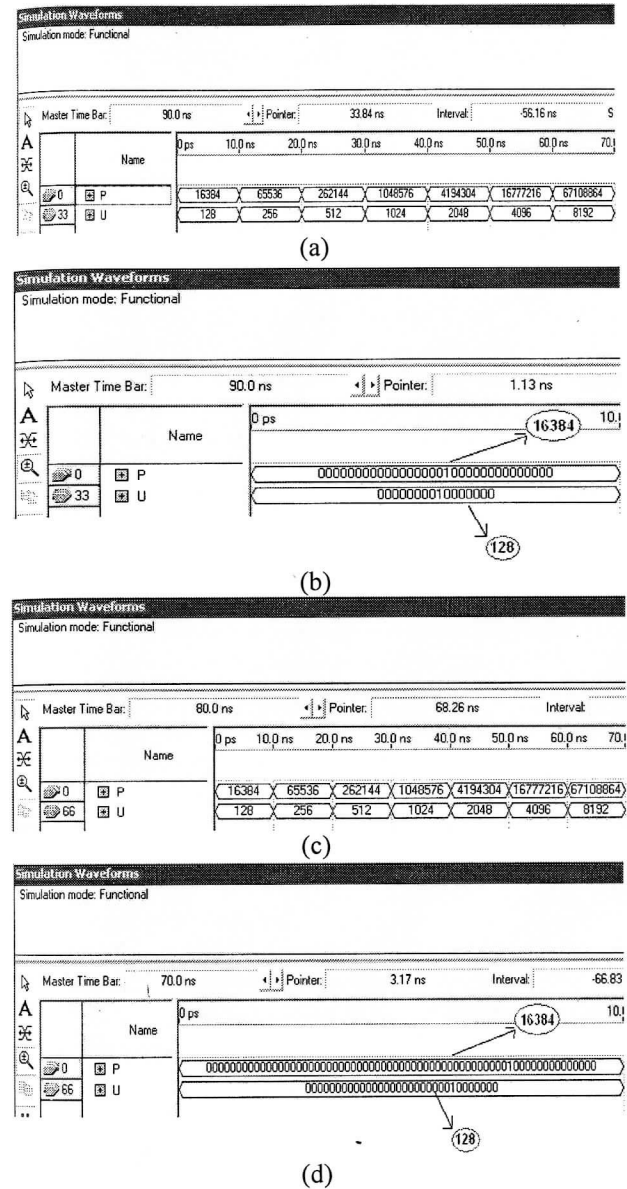 Simulation Waveforms
Simulation mode: Functional
Master Time Bar: 90.0 ns Pointer: 33.84 ns Interval: -56.16 ns S
A Name 0 ps 10.0 ns 20.0 ns 30.0 ns 40.0 ns 50.0 ns 60.0 ns 70.
0 P 16384 65536 262144 1048576 4194304 16777216 67108864
33 U 128 256 512 1024 2048 4096 8192
(a)
Simulation Waveforms
Simulation mode: Functional
Master Time Bar: 90.0 ns Pointer: 1.13 ns
A Name 0 ps 16384 10.
0 P 00000000000000000100000000000000
33 U 0000000010000000
128
(b)
Simulation Waveforms
Simulation mode: Functional
Master Time Bar: 80.0 ns Pointer: 68.26 ns Interval:
A Name 0 ps 10.0 ns 20.0 ns 30.0 ns 40.0 ns 50.0 ns 60.0 ns 70.
0 P 16384 65536 262144 1048576 4194304 16777216 67108864
66 U 128 256 512 1024 2048 4096 8192
(c)
Simulation Waveforms
Simulation mode: Functional
Master Time Bar: 70.0 ns Pointer: 3.17 ns Interval: -66.83
A Name 0 ps 16384 10.
0 P 00000000000000000000000000000000000000000000000000100000000000000
66 U 00000000000000000000000010000000
128
(d)